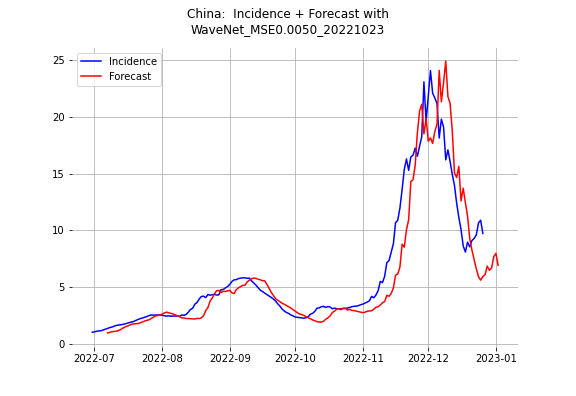 China:  Incidence + Forecast with
WaveNet_MSE0.0050_20221023
Incidence
Forecast
25
20
15
10
5
0
2022-07 2022-08 2022-09 2022-10 2022-11 2022-12 2023-01